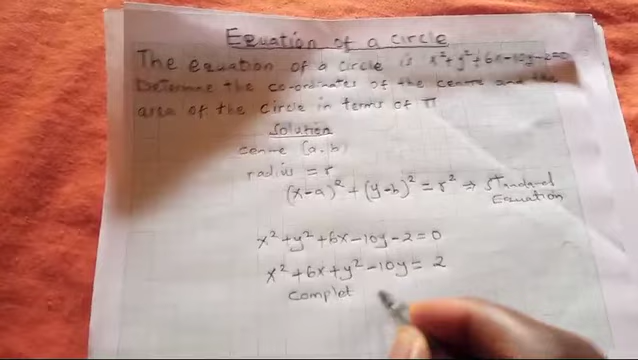 Equation of a circle
The equation of a circle is x²+y²+6x-10y-2=0
Determine the co-ordinates of the centre and the
area of the circle in terms of π
Solution
centre (a,b)
radius = r
(x-a)² + (y-b)² = r² ⇒ Standard
Equation
x²+y²+6x-10y-2=0
x²+6x+y²-10y= 2
Complet